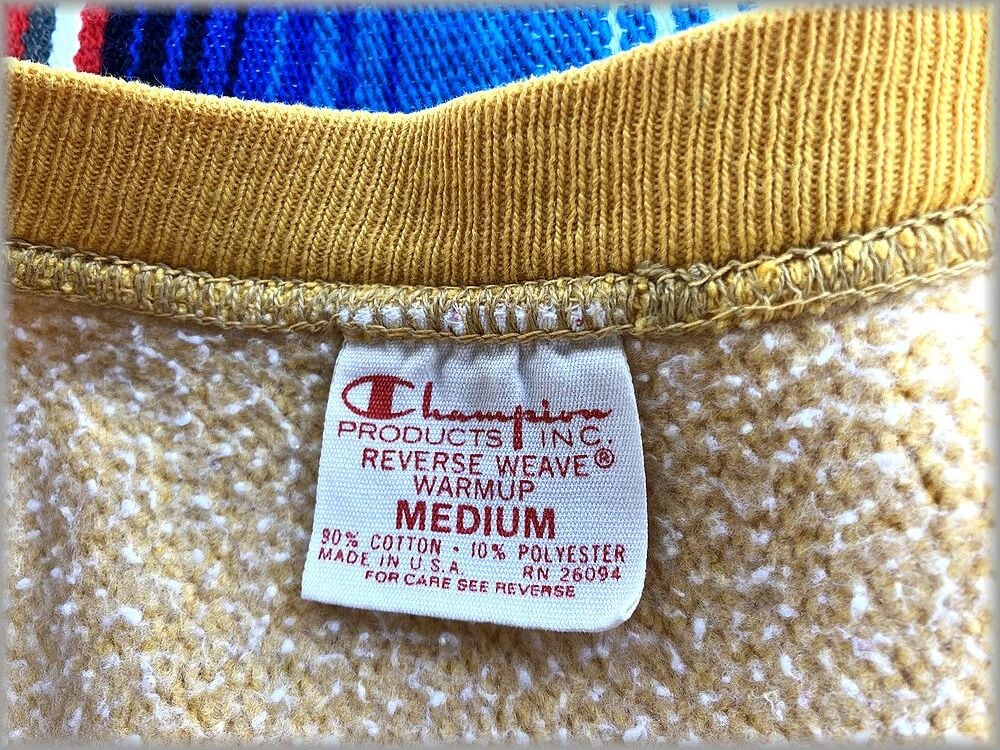 Champion
PRODUCTS INC.
REVERSE WEAVE®
WARMUP
MEDIUM
90% COTTON · 10% POLYESTER
MADE IN U.S.A. RN 26094
FOR CARE SEE REVERSE